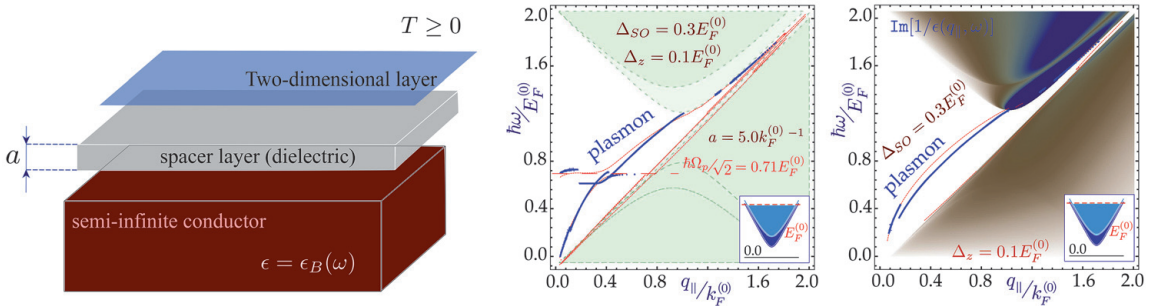 T ≥ 0
Two-dimensional layer
a
spacer layer (dielectric)
semi-infinite conductor
ϵ = ϵ_B(ω)
ħω/E_F^(0)
2.0
1.6
1.2
0.8
0.4
0.0
Δ_SO = 0.3E_F^(0)
Δ_z = 0.1E_F^(0)
plasmon
a = 5.0k_F^(0) −1
ħΩ_p/√2 = 0.71E_F^(0)
E_F^(0)
0.0
0.0 0.4 0.8 1.2 1.6 2.0
q_||/k_F^(0)
ħω/E_F^(0)
2.0
1.6
1.2
0.8
0.4
0.0
Δ_SO = 0.3E_F^(0)
plasmon
Δ_z = 0.1E_F^(0)
E_F^(0)
0.0
0.0 0.4 0.8 1.2 1.6 2.0
q_||/k_F^(0)